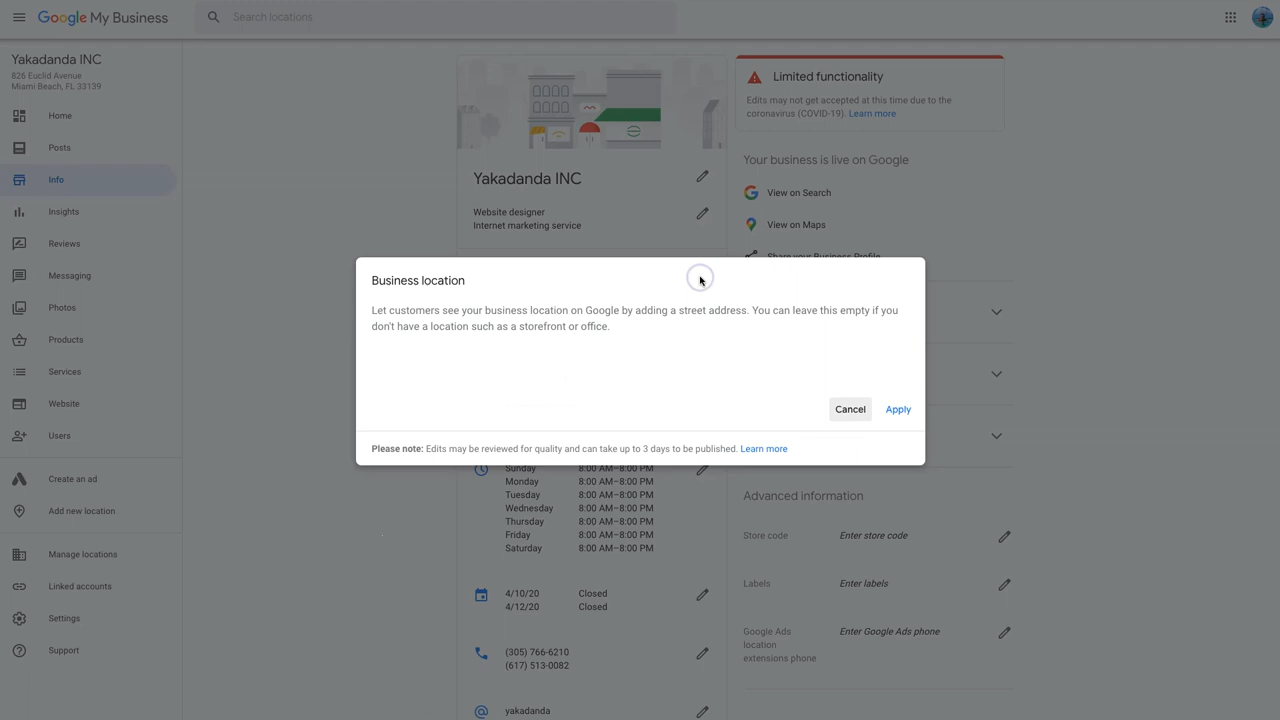 Google My Business
Search locations
Yakadanda INC
826 Euclid Avenue
Miami Beach, FL 33139
Home
Posts
Info
Insights
Reviews
Messaging
Photos
Products
Services
Website
Users
Create an ad
Add new location
Manage locations
Linked accounts
Settings
Support
Yakadanda INC
Website designer
Internet marketing service
Limited functionality
Edits may not get accepted at this time due to the
coronavirus (COVID-19). Learn more
Your business is live on Google
View on Search
View on Maps
Share your Business Profile
Business location
Let customers see your business location on Google by adding a street address. You can leave this empty if you
don't have a location such as a storefront or office.
Cancel
Apply
Please note: Edits may be reviewed for quality and can take up to 3 days to be published. Learn more
Sunday 8:00 AM–8:00 PM
Monday 8:00 AM–8:00 PM
Tuesday 8:00 AM–8:00 PM
Wednesday 8:00 AM–8:00 PM
Thursday 8:00 AM–8:00 PM
Friday 8:00 AM–8:00 PM
Saturday 8:00 AM–8:00 PM
4/10/20 Closed
4/12/20 Closed
(305) 766-6210
(617) 513-0082
yakadanda
Advanced information
Store code Enter store code
Labels Enter labels
Google Ads Enter Google Ads phone
location
extensions phone